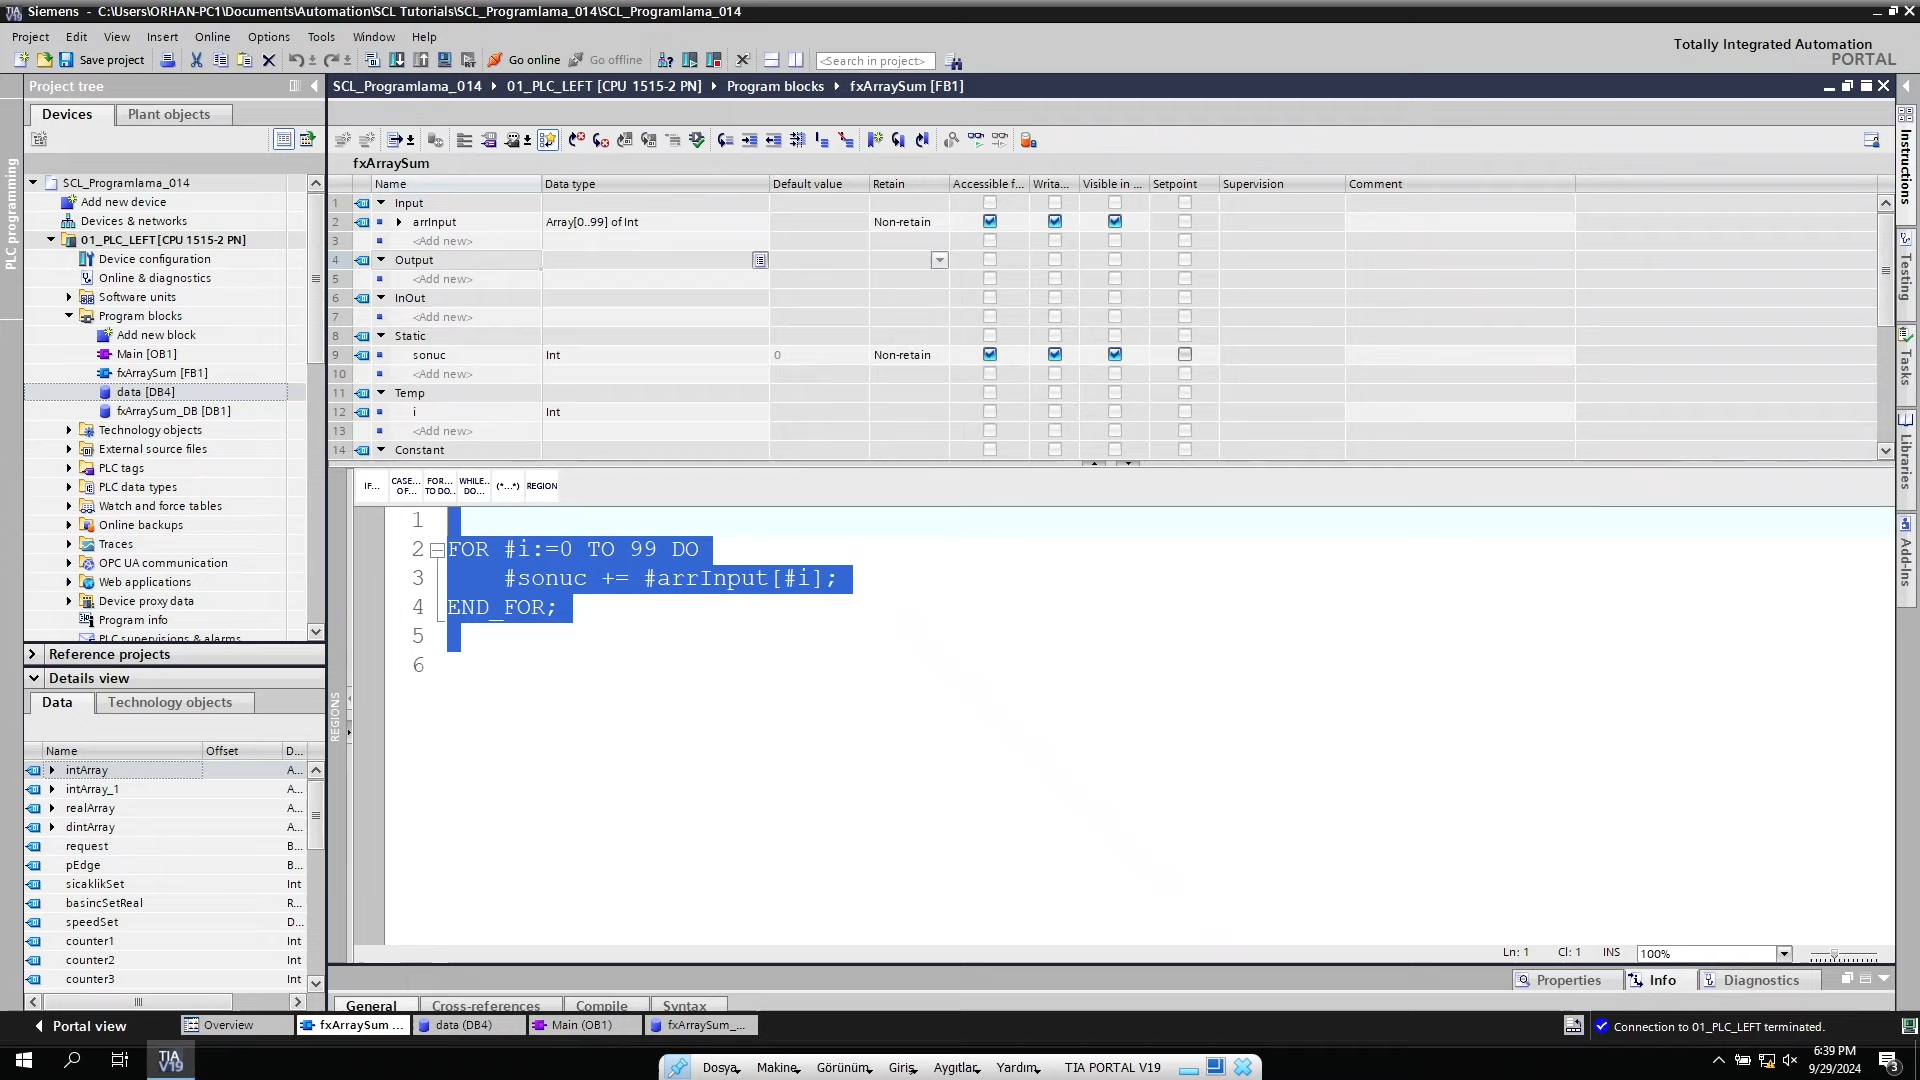 Siemens - C:\Users\ORHAN-PC1\Documents\Automation\SCL Tutorials\SCL_Programlama_014\SCL_Programlama_014
Project Edit View Insert Online Options Tools Window Help
Totally Integrated Automation
PORTAL
Save project Go online Go offline <Search in project>
Project tree
SCL_Programlama_014 01_PLC_LEFT [CPU 1515-2 PN] Program blocks fxArraySum [FB1]
Devices Plant objects
fxArraySum
Name Data type Default value Retain Accessible f... Writa... Visible in ... Setpoint Supervision Comment
1 Input
2 arrInput Array[0..99] of Int Non-retain
3 <Add new>
4 Output
5 <Add new>
6 InOut
7 <Add new>
8 Static
9 sonuc Int 0 Non-retain
10 <Add new>
11 Temp
12 i Int
13 <Add new>
14 Constant
SCL_Programlama_014
Add new device
Devices & networks
01_PLC_LEFT [CPU 1515-2 PN]
Device configuration
Online & diagnostics
Software units
Program blocks
Add new block
Main [OB1]
fxArraySum [FB1]
data [DB4]
fxArraySum_DB [DB1]
Technology objects
External source files
PLC tags
PLC data types
Watch and force tables
Online backups
Traces
OPC UA communication
Web applications
Device proxy data
Program info
PLC supervisions & alarms
IF... CASE... OF... FOR... TO DO.. WHILE.. DO... (*...*) REGION
1
2 FOR #i:=0 TO 99 DO
3 #sonuc += #arrInput[#i];
4 END_FOR;
5
6
Reference projects
Details view
Data Technology objects
Name Offset D...
intArray A...
intArray_1 A...
realArray A...
dintArray A...
request B...
pEdge B...
sicaklikSet Int
basincSetReal R...
speedSet D...
counter1 Int
counter2 Int
counter3 Int
PLC programming
REGIONS
Instructions
Testing
Tasks
Libraries
Add-Ins
Ln: 1 Cl: 1 INS 100%
Properties Info Diagnostics
General Cross-references Compile Syntax
Portal view Overview fxArraySum ... data (DB4) Main (OB1) fxArraySum_... Connection to 01_PLC_LEFT terminated.
TIA V19
Dosya Makine Görünüm Giriş Aygıtlar Yardım TIA PORTAL V19
6:39 PM
9/29/2024
3